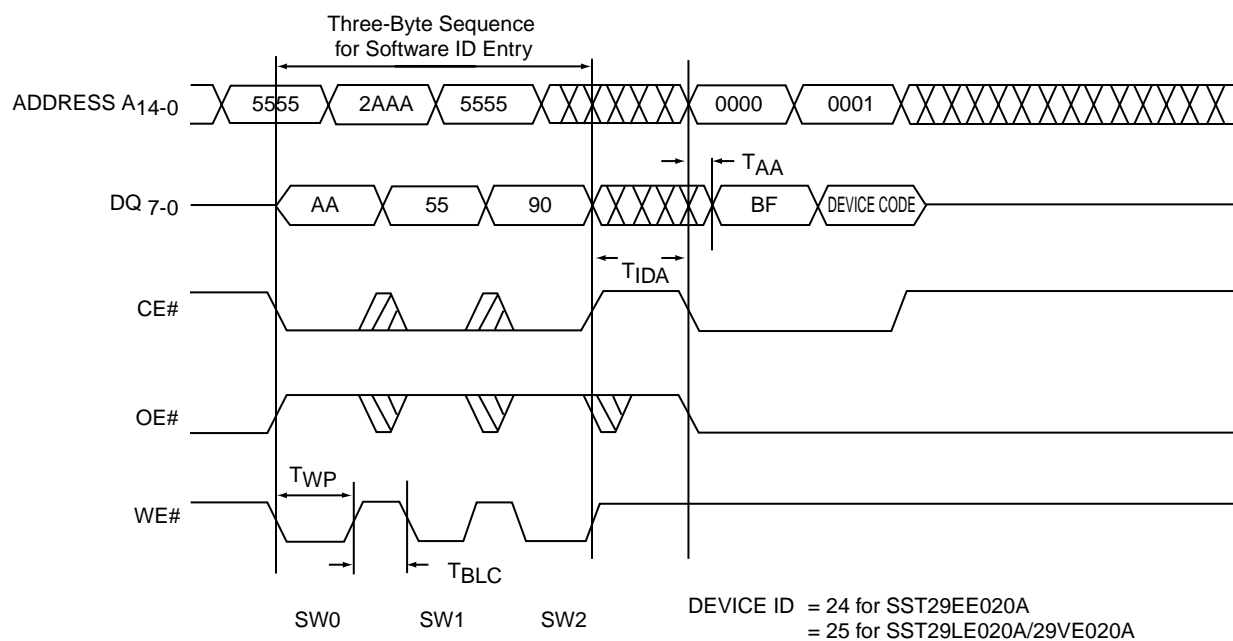 Three-Byte Sequence
for Software ID Entry
ADDRESS A14-0 5555 2AAA 5555 0000 0001
TAA
DQ 7-0 AA 55 90 BF DEVICE CODE
TIDA
CE#
OE#
TWP
WE#
TBLC
SW0 SW1 SW2
DEVICE ID = 24 for SST29EE020A
= 25 for SST29LE020A/29VE020A